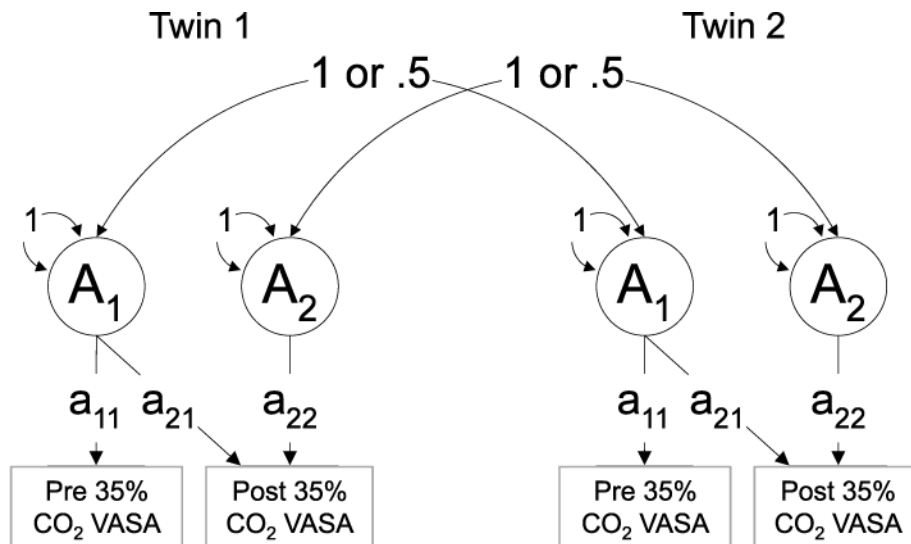 Twin 1 Twin 2
1 or .5 1 or .5
1 1 1 1
A₁ A₂ A₁ A₂
a₁₁ a₂₁ a₂₂ a₁₁ a₂₁ a₂₂
Pre 35% Post 35% Pre 35% Post 35%
CO₂ VASA CO₂ VASA CO₂ VASA CO₂ VASA